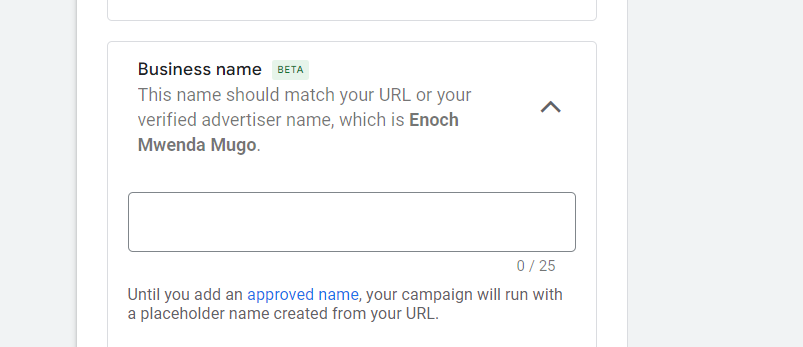 Business name BETA
This name should match your URL or your
verified advertiser name, which is Enoch
Mwenda Mugo.
0 / 25
Until you add an approved name, your campaign will run with
a placeholder name created from your URL.